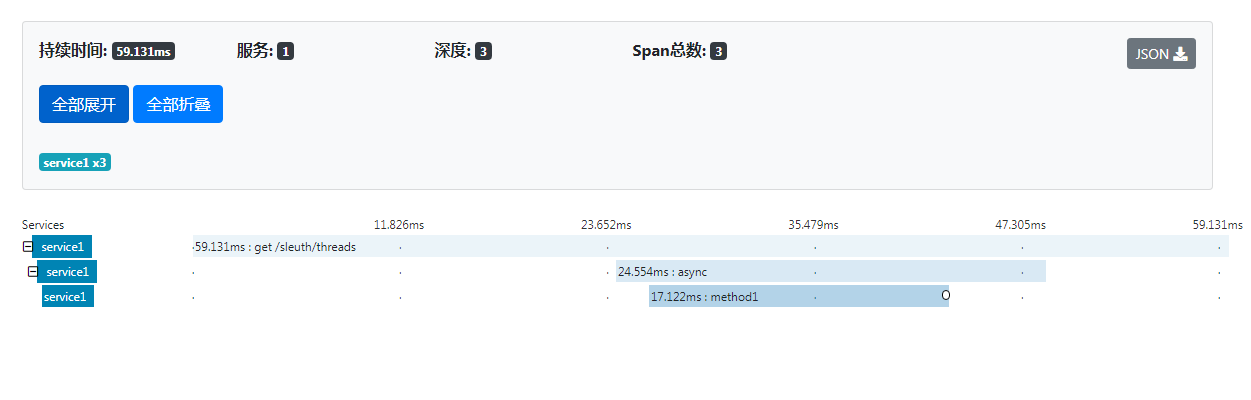 持续时间: 59.131ms 服务: 1 深度: 3 Span总数: 3 JSON
全部展开 全部折叠
service1 x3
Services 11.826ms 23.652ms 35.479ms 47.305ms 59.131ms
service1 59.131ms : get /sleuth/threads
service1 24.554ms : async
service1 17.122ms : method1